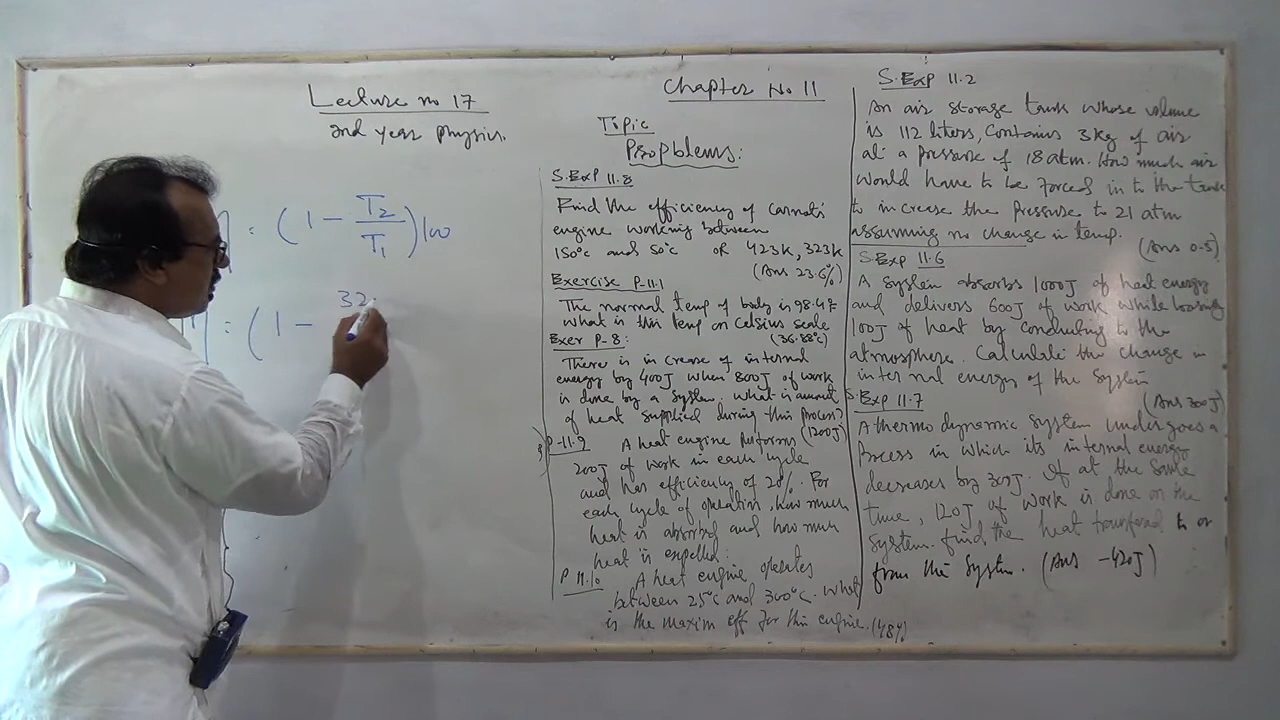 Lecture no 17
2nd year physics.
η = (1 - T2/T1)100
η = (1 - 32
Chapter No 11
Topic
Propblems:
S.Exp 11.8
Find the efficiency of Carnot's
engine working between
150°c and 50°c or 423K, 323K
(Ans 23.6%)
Exercise P-11.1
The normal temp of body is 98.4°F
what is this temp on Celsius scale
(36.88°c)
Exer P-8:
There is increase of internal
energy by 400J when 800J of work
is done by a system. What is amount
of heat supplied during this process?
(1200J)
P-11.9 A heat engine performs
200J of work in each cycle
and has efficiency of 20%. For
each cycle of operation, how much
heat is absorbed and how much
heat is expelled:
P 11.10 A heat engine operates
between 25°c and 300°c. what
is the maxim eff for this engine. (48%)
S.Exp 11.2
An air storage tank whose volume
is 112 liters, Contains 3kg of air
at a pressure of 18 atm. How much air
would have to be forced in to the tank
to increase the pressure to 21 atm
assuming no change in temp.
(Ans 0.5)
S Exp 11.6
A system absorbs 1000J of heat energy
and delivers 600J of work while loosing
100J of heat by Conducting to the
atmosphere. Calculate the change in
internal energy of the system
(Ans 300J)
S.Exp 11.7
A thermo dynamic system undergoes a
Process in which its internal energy
decreases by 300J. If at the same
time, 120J of work is done on the
system. find, the heat transferred to or
from the system. (Ans -420J)